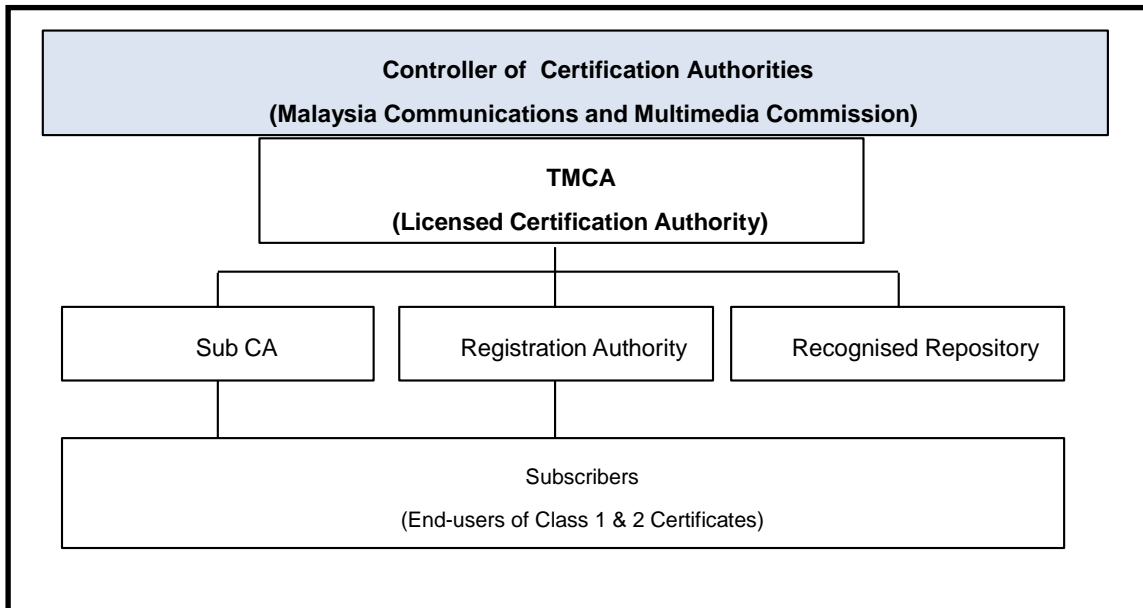 Controller of Certification Authorities
(Malaysia Communications and Multimedia Commission)
TMCA
(Licensed Certification Authority)
Sub CA
Registration Authority
Recognised Repository
Subscribers
(End-users of Class 1 & 2 Certificates)